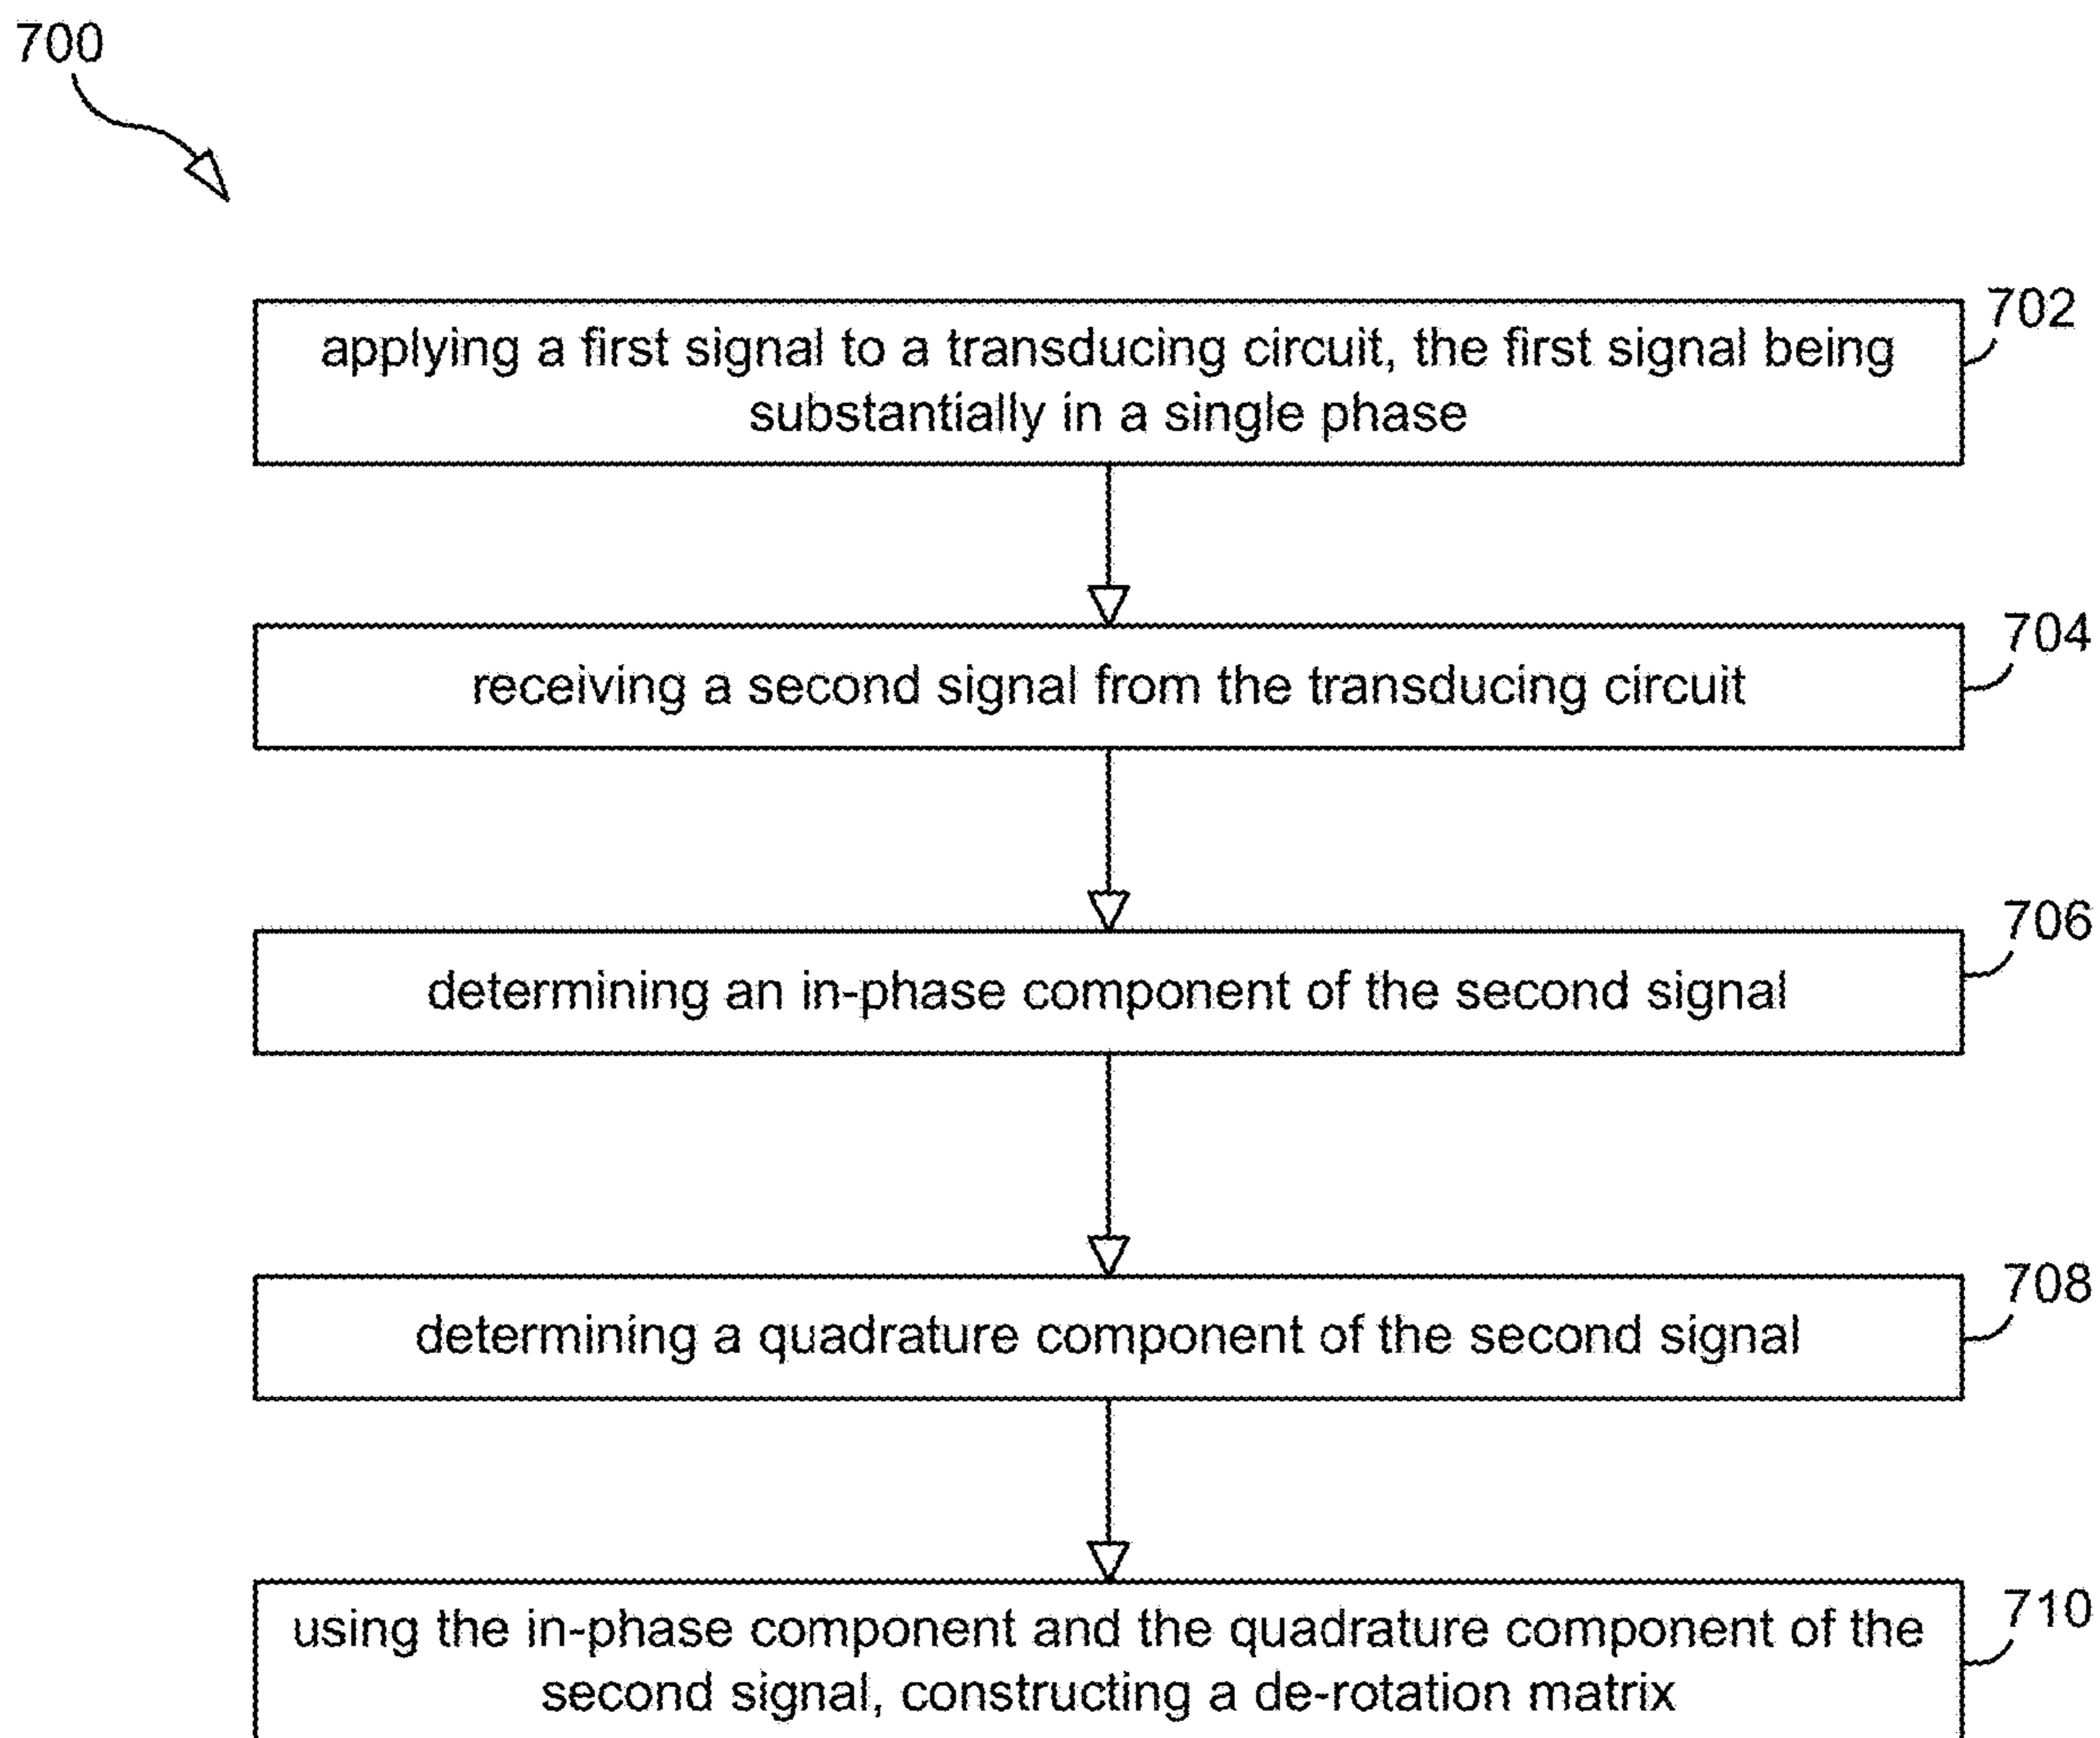 700
702
applying a first signal to a transducing circuit, the first signal being
substantially in a single phase
704
receiving a second signal from the transducing circuit
706
determining an in-phase component of the second signal
708
determining a quadrature component of the second signal
710
using the in-phase component and the quadrature component of the
second signal, constructing a de-rotation matrix